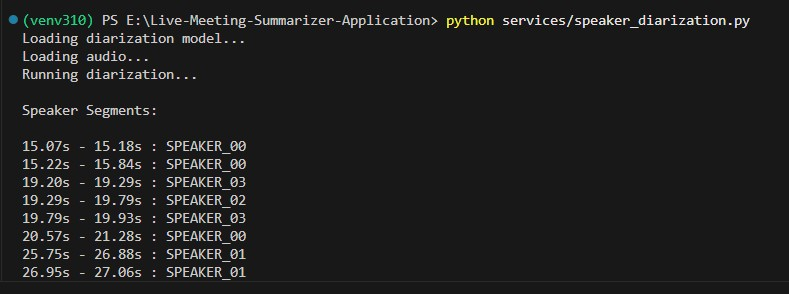 (venv310) PS E:\Live-Meeting-Summarizer-Application> python services/speaker_diarization.py
Loading diarization model...
Loading audio...
Running diarization...
Speaker Segments:
15.07s - 15.18s : SPEAKER_00
15.22s - 15.84s : SPEAKER_00
19.20s - 19.29s : SPEAKER_03
19.29s - 19.79s : SPEAKER_02
19.79s - 19.93s : SPEAKER_03
20.57s - 21.28s : SPEAKER_00
25.75s - 26.88s : SPEAKER_01
26.95s - 27.06s : SPEAKER_01